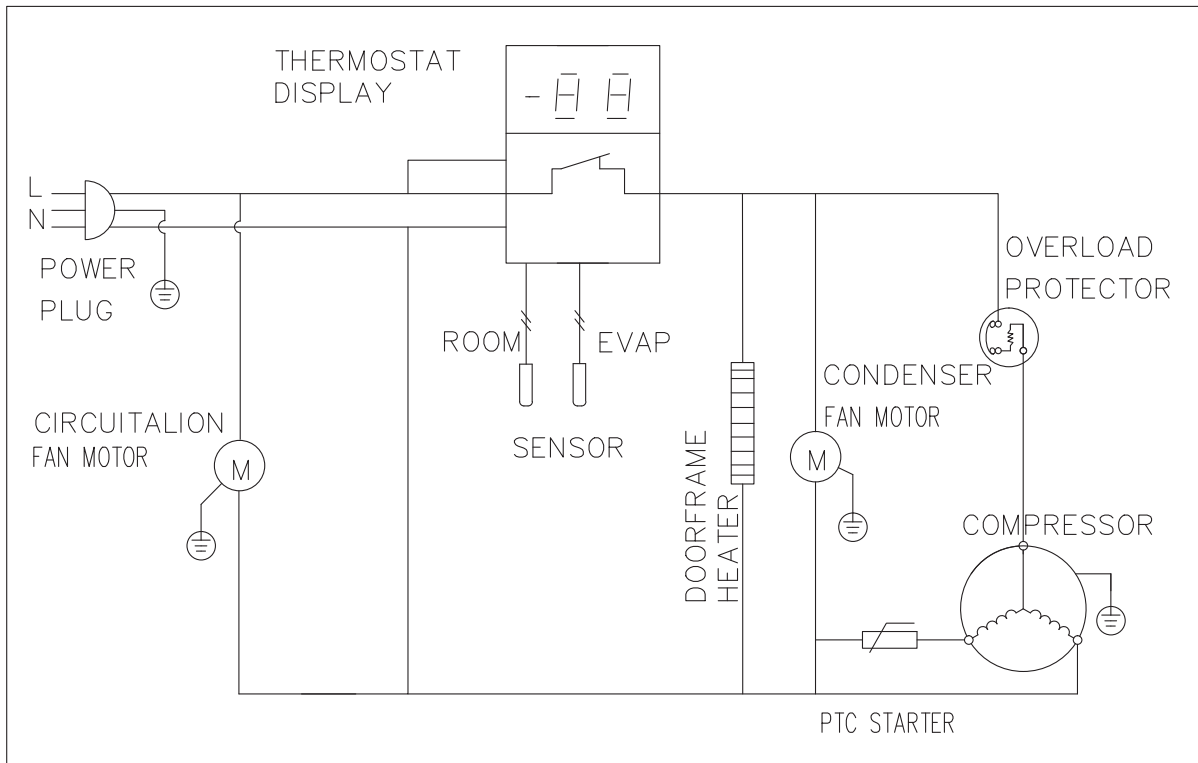 THERMOSTAT
DISPLAY
-88
L
N
POWER
PLUG
OVERLOAD
PROTECTOR
ROOM
EVAP
SENSOR
CIRCUITALION
FAN MOTOR
M
DOORFRAME
HEATER
CONDENSER
FAN MOTOR
M
COMPRESSOR
PTC STARTER